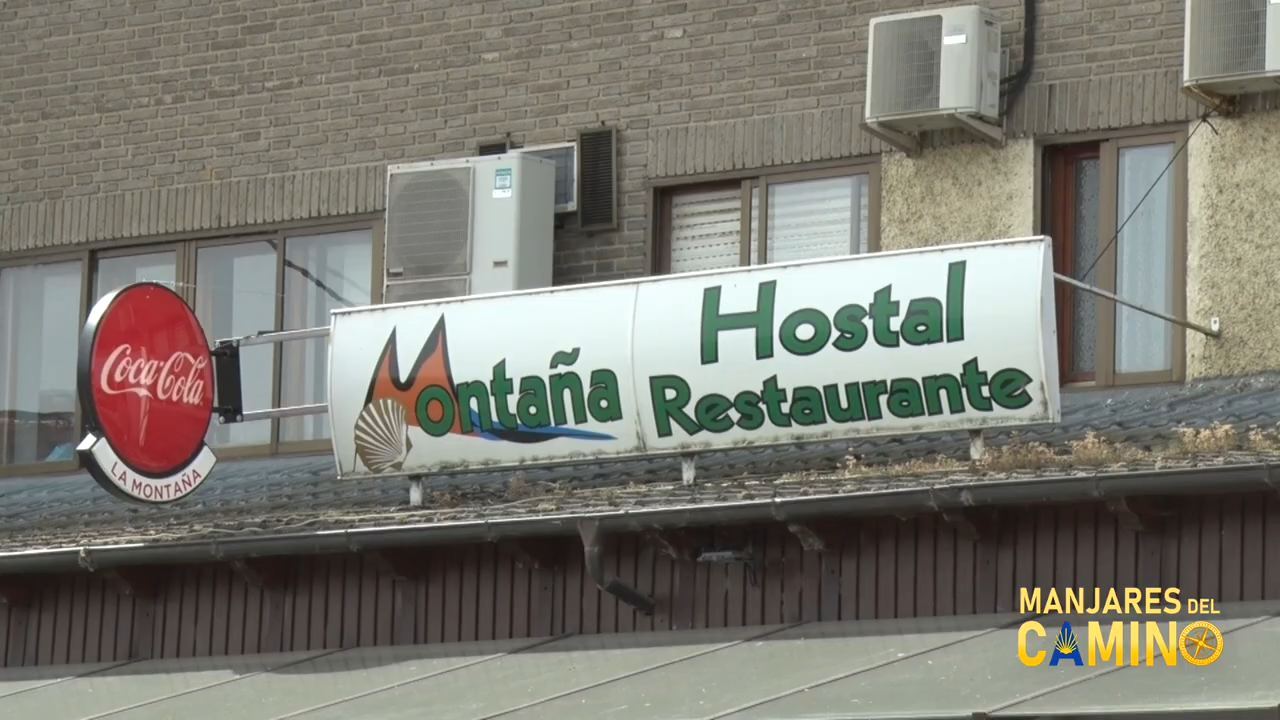 Coca-Cola
LA MONTAÑA
Montaña
Hostal
Restaurante
MANJARES DEL
CAMINO